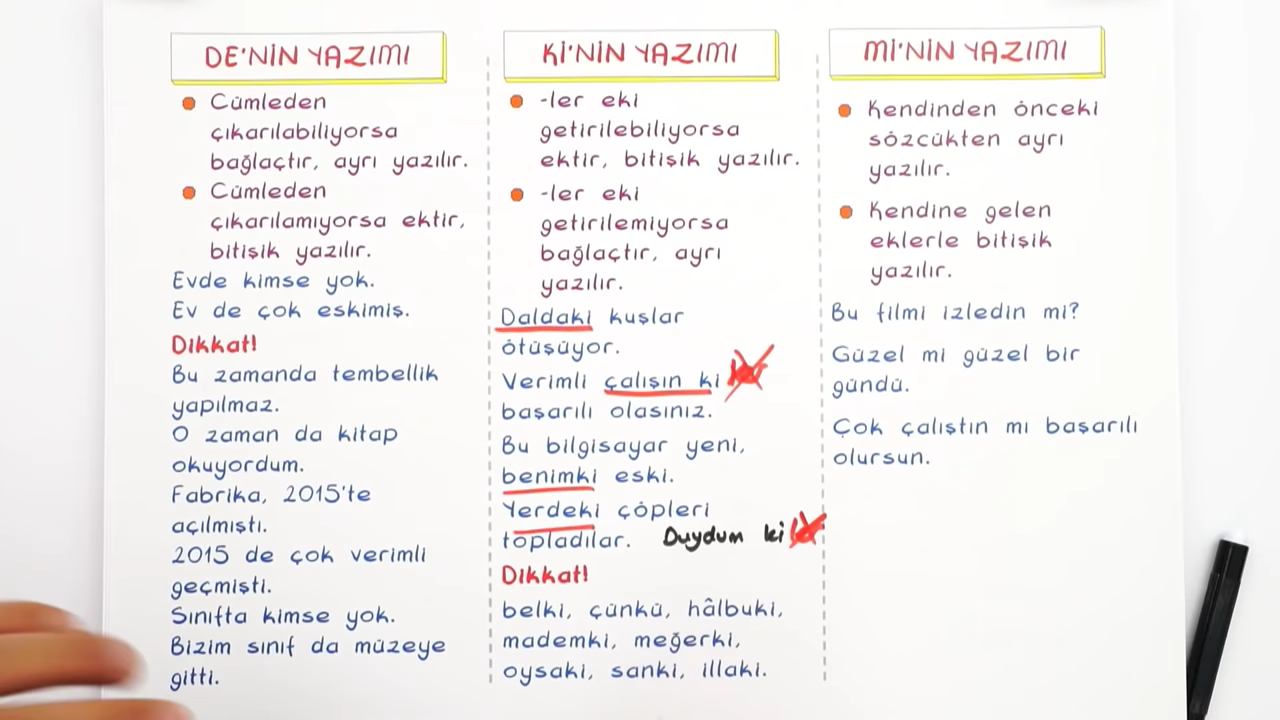 DE'NİN YAZIMI
Cümleden
çıkarılabiliyorsa
bağlaçtır, ayrı yazılır.
Cümleden
çıkarılamıyorsa ektir,
bitişik yazılır.
Evde kimse yok.
Ev de çok eskimiş.
Dikkat!
Bu zamanda tembellik
yapılmaz.
O zaman da kitap
okuyordum.
Fabrika, 2015'te
açılmıştı.
2015 de çok verimli
geçmişti.
Sınıfta kimse yok.
Bizim sınıf da müzeye
gitti.
Kİ'NİN YAZIMI
-ler eki
getirilebiliyorsa
ektir, bitişik yazılır.
-ler eki
getirilemiyorsa
bağlaçtır, ayrı
yazılır.
Daldaki kuşlar
ötüşüyor.
Verimli çalışın ki
başarılı olasınız.
Bu bilgisayar yeni,
benimki eski.
Yerdeki çöpleri
topladılar.
Duydum ki
Dikkat!
belki, çünkü, hâlbuki,
mademki, meğerki,
oysaki, sanki, illaki.
Mİ'NİN YAZIMI
Kendinden önceki
sözcükten ayrı
yazılır.
Kendine gelen
eklerle bitişik
yazılır.
Bu filmi izledin mi?
Güzel mi güzel bir
gündü.
Çok çalıştın mı başarılı
olursun.